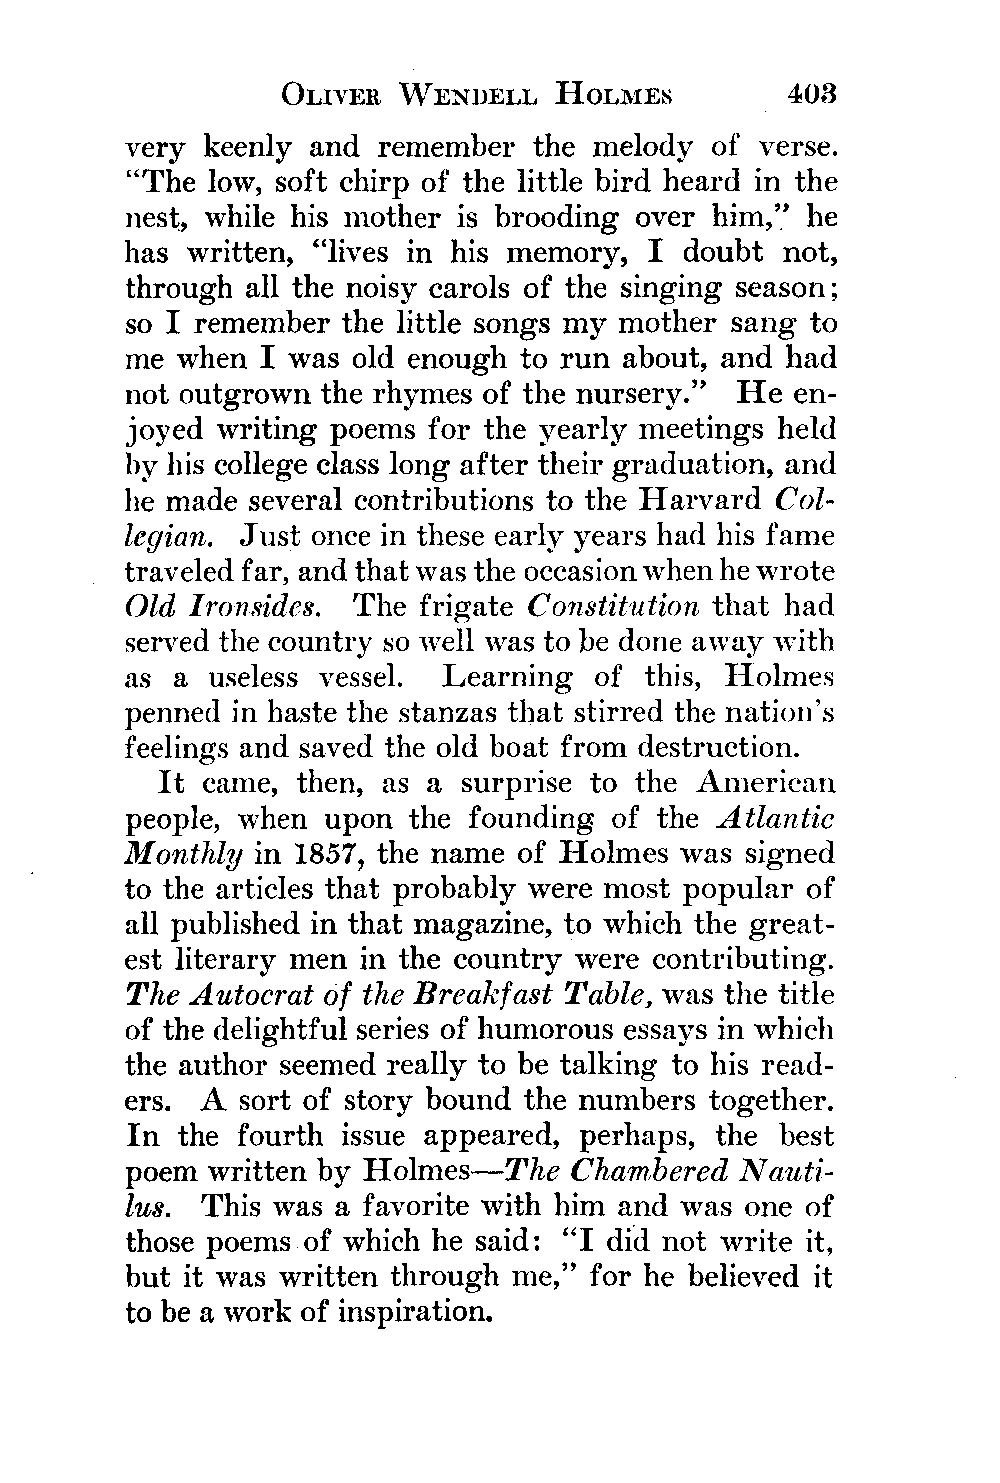 OLIVER WENDELL HOLMES 403
very keenly and remember the melody of verse.
“The low, soft chirp of the little bird heard in the
nest, while his mother is brooding over him,” he
has written, “lives in his memory, I doubt not,
through all the noisy carols of the singing season;
so I remember the little songs my mother sang to
me when I was old enough to run about, and had
not outgrown the rhymes of the nursery.” He en-
joyed writing poems for the yearly meetings held
by his college class long after their graduation, and
he made several contributions to the Harvard Col-
legian. Just once in these early years had his fame
traveled far, and that was the occasion when he wrote
Old Ironsides. The frigate Constitution that had
served the country so well was to be done away with
as a useless vessel. Learning of this, Holmes
penned in haste the stanzas that stirred the nation’s
feelings and saved the old boat from destruction.
It came, then, as a surprise to the American
people, when upon the founding of the Atlantic
Monthly in 1857, the name of Holmes was signed
to the articles that probably were most popular of
all published in that magazine, to which the great-
est literary men in the country were contributing.
The Autocrat of the Breakfast Table, was the title
of the delightful series of humorous essays in which
the author seemed really to be talking to his read-
ers. A sort of story bound the numbers together.
In the fourth issue appeared, perhaps, the best
poem written by Holmes—The Chambered Nauti-
lus. This was a favorite with him and was one of
those poems of which he said: “I did not write it,
but it was written through me,” for he believed it
to be a work of inspiration.